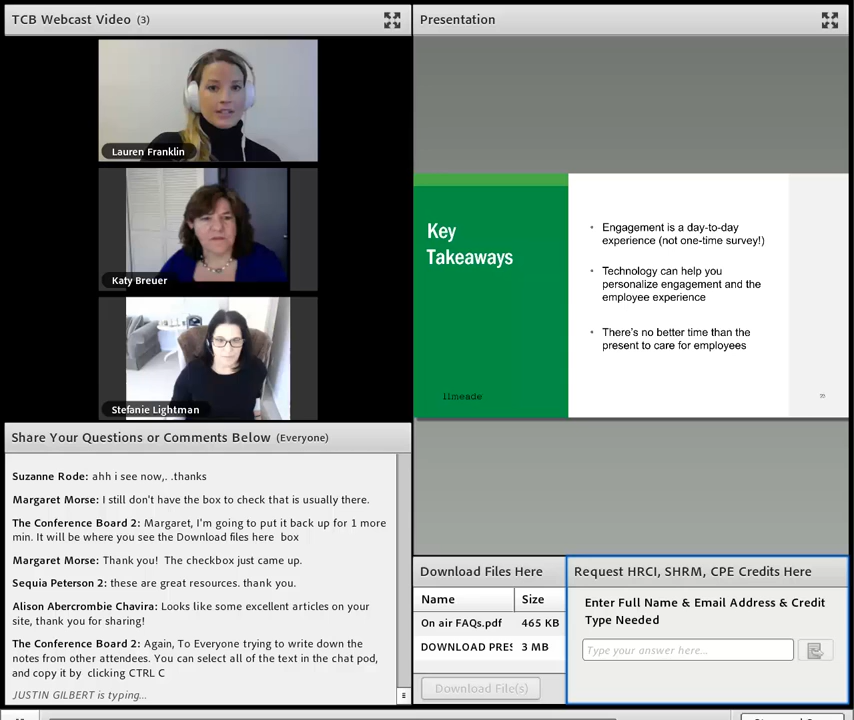 TCB Webcast Video (3)
Presentation
Lauren Franklin
Katy Breuer
Stefanie Lightman
Key
Takeaways
• Engagement is a day-to-day
experience (not one-time survey!)
• Technology can help you
personalize engagement and the
employee experience
• There's no better time than the
present to care for employees
limeade
Share Your Questions or Comments Below (Everyone)
Suzanne Rode: ahh i see now,. .thanks
Margaret Morse: I still don't have the box to check that is usually there.
The Conference Board 2: Margaret, I'm going to put it back up for 1 more
min. It will be where you see the Download files here  box
Margaret Morse: Thank you!  The checkbox just came up.
Sequia Peterson 2: these are great resources. thank you.
Alison Abercrombie Chavira: Looks like some excellent articles on your
site, thank you for sharing!
The Conference Board 2: Again, To Everyone trying to write down the
notes from other attendees. You can select all of the text in the chat pod,
and copy it by  clicking CTRL C
JUSTIN GILBERT is typing...
Download Files Here
Name Size
On air FAQs.pdf 465 KB
DOWNLOAD PRES 3 MB
Download File(s)
Request HRCI, SHRM, CPE Credits Here
Enter Full Name & Email Address & Credit
Type Needed
Type your answer here...